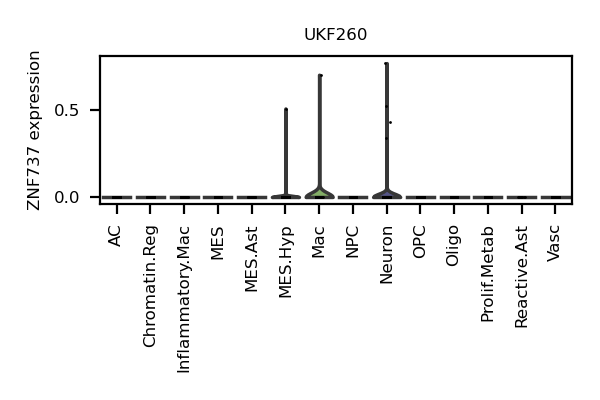 UKF260
ZNF737 expression
0.5
0.0
AC
Chromatin.Reg
Inflammatory.Mac
MES
MES.Ast
MES.Hyp
Mac
NPC
Neuron
OPC
Oligo
Prolif.Metab
Reactive.Ast
Vasc